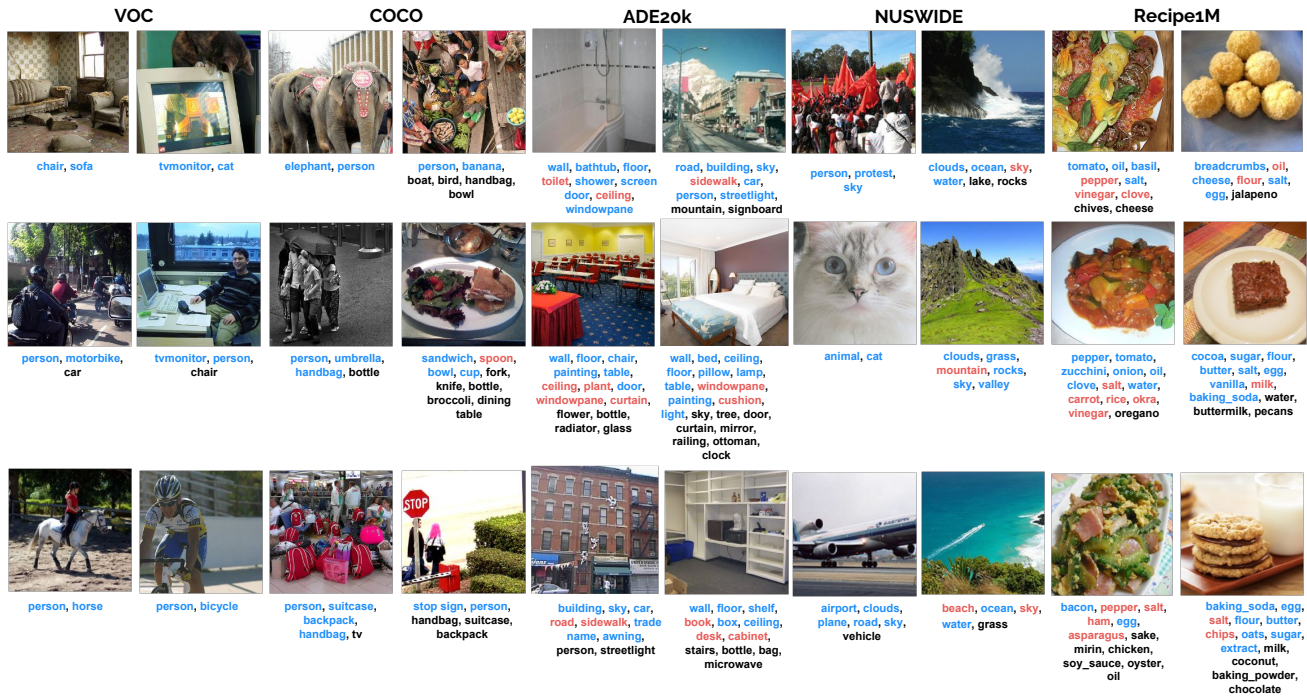 VOC
COCO
ADE20k
NUSWIDE
Recipe1M
chair, sofa
tvmonitor, cat
elephant, person
person, banana,
boat, bird, handbag,
bowl
wall, bathtub, floor,
toilet, shower, screen
door, ceiling,
windowpane
road, building, sky,
sidewalk, car,
person, streetlight,
mountain, signboard
person, protest,
sky
clouds, ocean, sky,
water, lake, rocks
tomato, oil, basil,
pepper, salt,
vinegar, clove,
chives, cheese
breadcrumbs, oil,
cheese, flour, salt,
egg, jalapeno
person, motorbike,
car
tvmonitor, person,
chair
person, umbrella,
handbag, bottle
sandwich, spoon,
bowl, cup, fork,
knife, bottle,
broccoli, dining
table
wall, floor, chair,
painting, table,
ceiling, plant, door,
windowpane, curtain,
flower, bottle,
radiator, glass
wall, bed, ceiling,
floor, pillow, lamp,
table, windowpane,
painting, cushion,
light, sky, tree, door,
curtain, mirror,
railing, ottoman,
clock
animal, cat
clouds, grass,
mountain, rocks,
sky, valley
pepper, tomato,
zucchini, onion, oil,
clove, salt, water,
carrot, rice, okra,
vinegar, oregano
cocoa, sugar, flour,
butter, salt, egg,
vanilla, milk,
baking_soda, water,
buttermilk, pecans
STOP
person, horse
person, bicycle
person, suitcase,
backpack,
handbag, tv
stop sign, person,
handbag, suitcase,
backpack
building, sky, car,
road, sidewalk, trade
name, awning,
person, streetlight
wall, floor, shelf,
book, box, ceiling,
desk, cabinet,
stairs, bottle, bag,
microwave
airport, clouds,
plane, road, sky,
vehicle
beach, ocean, sky,
water, grass
bacon, pepper, salt,
ham, egg,
asparagus, sake,
mirin, chicken,
soy_sauce, oyster,
oil
baking_soda, egg,
salt, flour, butter,
chips, oats, sugar,
extract, milk,
coconut,
baking_powder,
chocolate